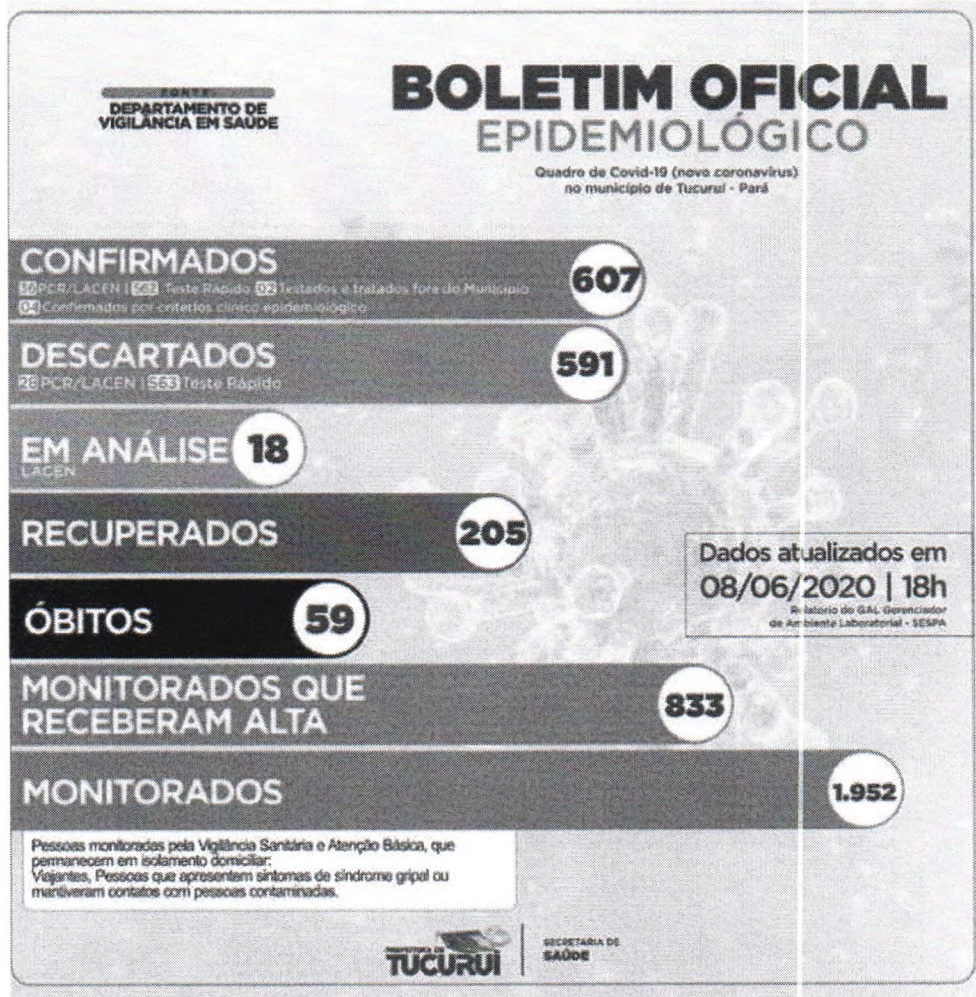 FONTE:
DEPARTAMENTO DE
VIGILÂNCIA EM SAÚDE
BOLETIM OFICIAL
EPIDEMIOLÓGICO
Quadro de Covid-19 (novo coronavírus)
no município de Tucuruí - Pará
CONFIRMADOS
607
36 PCR/LACEN | Teste Rápido 02 Testados e tratados fora do Município
04 Confirmados por criterios clínico epidemiológico
DESCARTADOS
591
28 PCR/LACEN | 563 Teste Rápido
EM ANÁLISE
18
LACEN
RECUPERADOS
205
Dados atualizados em
08/06/2020 | 18h
Relatório do GAL Gerenciador
de Ambiente Laboratorial - SESPA
ÓBITOS
59
MONITORADOS QUE
RECEBERAM ALTA
833
MONITORADOS
1.952
Pessoas monitoradas pela Vigilância Sanitária e Atenção Básica, que
permanecem em isolamento domiciliar:
Viajantes, Pessoas que apresentem sintomas de síndrome gripal ou
mantiveram contatos com pessoas contaminadas.
PREFEITURA DE
TUCURUÍ
SECRETARIA DE
SAÚDE